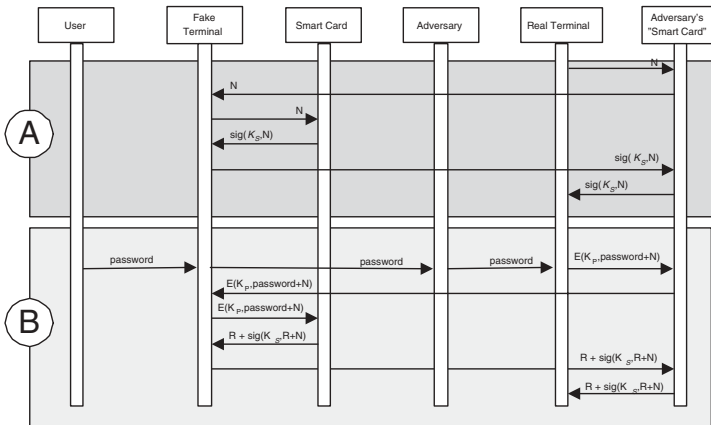 User
Fake
Terminal
Smart Card
Adversary
Real Terminal
Adversary's
"Smart Card"
A
N
N
N
sig(K_S,N)
sig(K_S,N)
sig(K_S,N)
B
password
password
password
E(K_P,password+N)
E(K_P,password+N)
E(K_P,password+N)
R + sig(K_S,R+N)
R + sig(K_S,R+N)
R + sig(K_S,R+N)